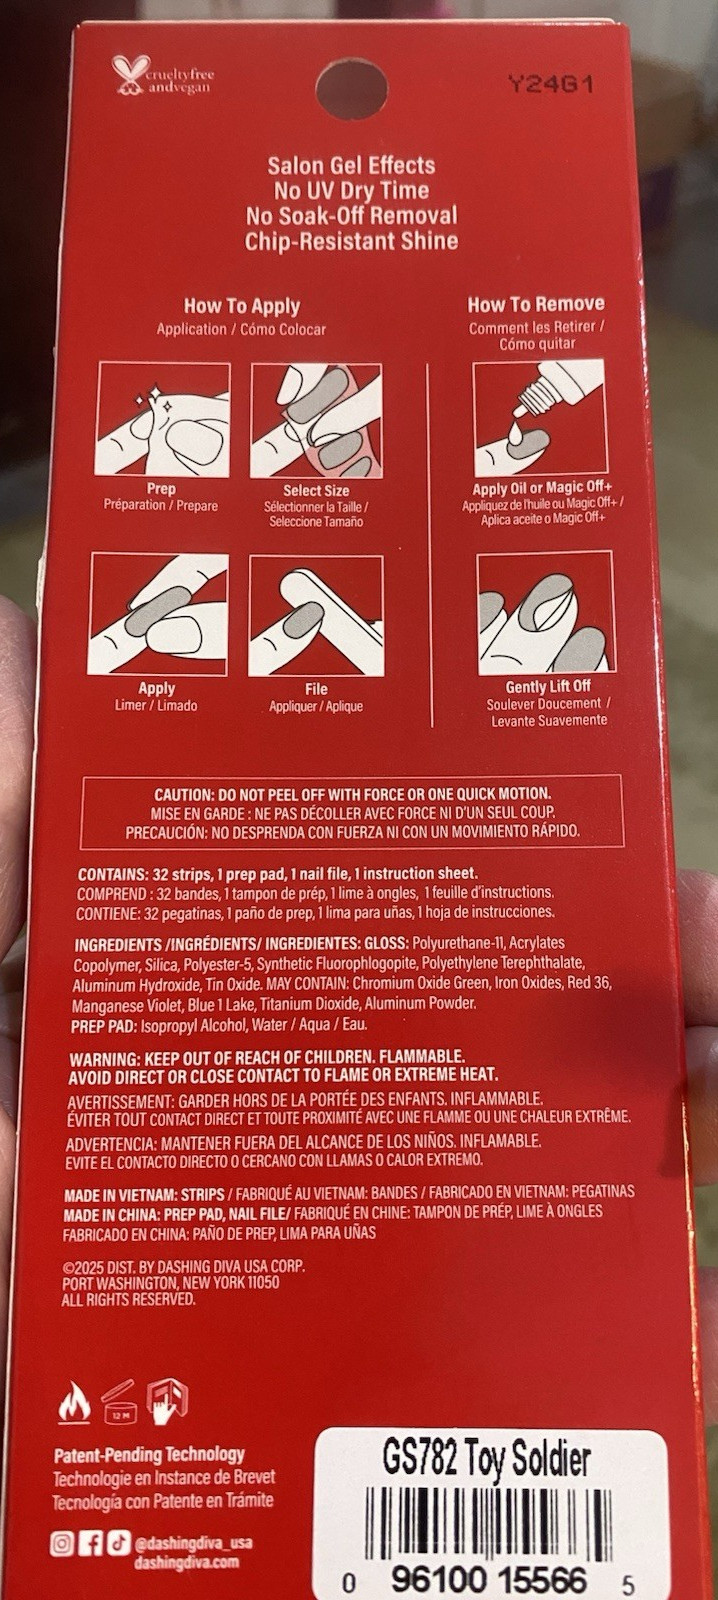 crueltyfree
andvegan
Y24G1
Salon Gel Effects
No UV Dry Time
No Soak-Off Removal
Chip-Resistant Shine
How To Apply
Application / Cómo Colocar
Prep
Préparation / Prepare
Select Size
Sélectionner la Taille /
Seleccione Tamaño
Apply
Limer / Limado
File
Appliquer / Aplique
How To Remove
Comment les Retirer /
Cómo quitar
Apply Oil or Magic Off+
Appliquez de l'huile ou Magic Off+ /
Aplica aceite o Magic Off+
Gently Lift Off
Soulever Doucement /
Levante Suavemente
CAUTION: DO NOT PEEL OFF WITH FORCE OR ONE QUICK MOTION.
MISE EN GARDE : NE PAS DÉCOLLER AVEC FORCE NI D'UN SEUL COUP.
PRECAUCIÓN: NO DESPRENDA CON FUERZA NI CON UN MOVIMIENTO RÁPIDO.
CONTAINS: 32 strips, 1 prep pad, 1 nail file, 1 instruction sheet.
COMPREND : 32 bandes, 1 tampon de prép, 1 lime à ongles, 1 feuille d'instructions.
CONTIENE: 32 pegatinas, 1 paño de prep, 1 lima para uñas, 1 hoja de instrucciones.
INGREDIENTS /INGRÉDIENTS/ INGREDIENTES: GLOSS: Polyurethane-11, Acrylates
Copolymer, Silica, Polyester-5, Synthetic Fluorophlogopite, Polyethylene Terephthalate,
Aluminum Hydroxide, Tin Oxide. MAY CONTAIN: Chromium Oxide Green, Iron Oxides, Red 36,
Manganese Violet, Blue 1 Lake, Titanium Dioxide, Aluminum Powder.
PREP PAD: Isopropyl Alcohol, Water / Aqua / Eau.
WARNING: KEEP OUT OF REACH OF CHILDREN. FLAMMABLE.
AVOID DIRECT OR CLOSE CONTACT TO FLAME OR EXTREME HEAT.
AVERTISSEMENT: GARDER HORS DE LA PORTÉE DES ENFANTS. INFLAMMABLE.
ÉVITER TOUT CONTACT DIRECT ET TOUTE PROXIMITÉ AVEC UNE FLAMME OU UNE CHALEUR EXTRÊME.
ADVERTENCIA: MANTENER FUERA DEL ALCANCE DE LOS NIÑOS. INFLAMABLE.
EVITE EL CONTACTO DIRECTO O CERCANO CON LLAMAS O CALOR EXTREMO.
MADE IN VIETNAM: STRIPS / FABRIQUÉ AU VIETNAM: BANDES / FABRICADO EN VIETNAM: PEGATINAS
MADE IN CHINA: PREP PAD, NAIL FILE/ FABRIQUÉ EN CHINE: TAMPON DE PRÉP, LIME À ONGLES
FABRICADO EN CHINA: PAÑO DE PREP, LIMA PARA UÑAS
©2025 DIST. BY DASHING DIVA USA CORP.
PORT WASHINGTON, NEW YORK 11050
ALL RIGHTS RESERVED.
12 M
Patent-Pending Technology
Technologie en Instance de Brevet
Tecnología con Patente en Trámite
@dashingdiva_usa
dashingdiva.com
GS782 Toy Soldier
0 96100 15566 5